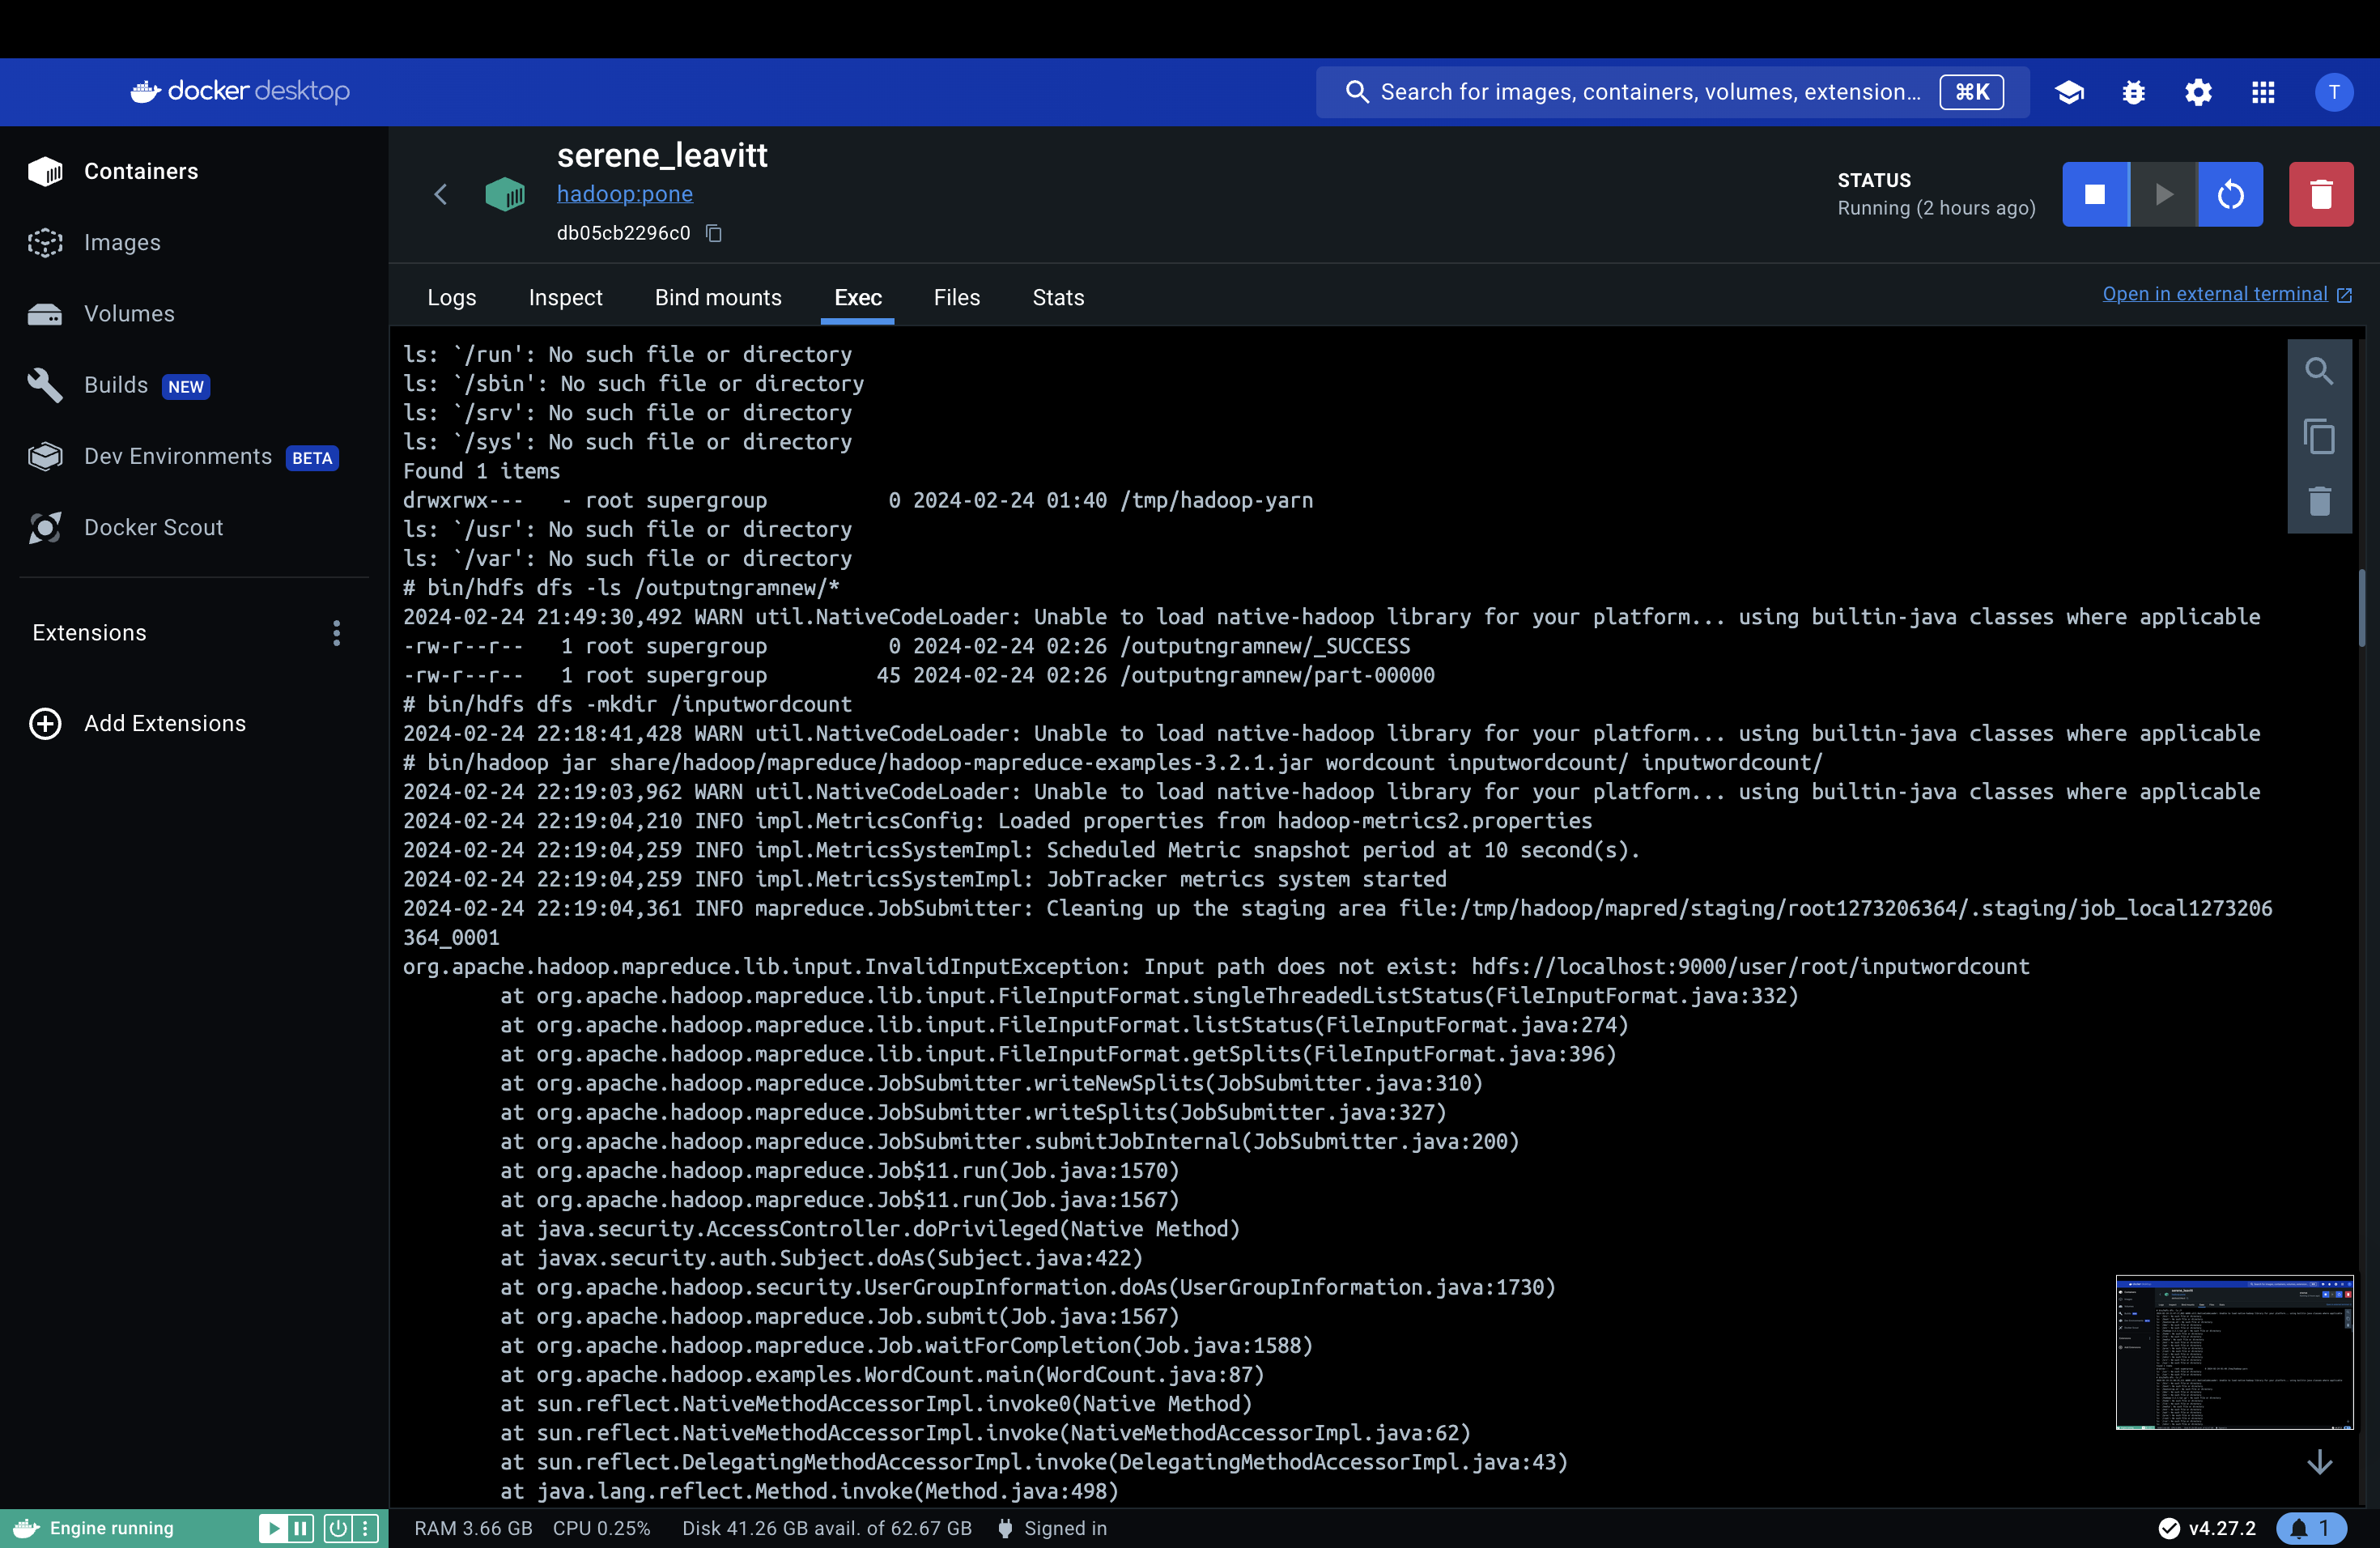 docker desktop
Search for images, containers, volumes, extension...
⌘K
T
Containers
Images
Volumes
Builds NEW
Dev Environments BETA
Docker Scout
Extensions
Add Extensions
serene_leavitt
hadoop:pone
db05cb2296c0
STATUS
Running (2 hours ago)
Logs Inspect Bind mounts Exec Files Stats
Open in external terminal
ls: `/run': No such file or directory
ls: `/sbin': No such file or directory
ls: `/srv': No such file or directory
ls: `/sys': No such file or directory
Found 1 items
drwxrwx---   - root supergroup          0 2024-02-24 01:40 /tmp/hadoop-yarn
ls: `/usr': No such file or directory
ls: `/var': No such file or directory
# bin/hdfs dfs -ls /outputngramnew/*
2024-02-24 21:49:30,492 WARN util.NativeCodeLoader: Unable to load native-hadoop library for your platform... using builtin-java classes where applicable
-rw-r--r--   1 root supergroup          0 2024-02-24 02:26 /outputngramnew/_SUCCESS
-rw-r--r--   1 root supergroup         45 2024-02-24 02:26 /outputngramnew/part-00000
# bin/hdfs dfs -mkdir /inputwordcount
2024-02-24 22:18:41,428 WARN util.NativeCodeLoader: Unable to load native-hadoop library for your platform... using builtin-java classes where applicable
# bin/hadoop jar share/hadoop/mapreduce/hadoop-mapreduce-examples-3.2.1.jar wordcount inputwordcount/ inputwordcount/
2024-02-24 22:19:03,962 WARN util.NativeCodeLoader: Unable to load native-hadoop library for your platform... using builtin-java classes where applicable
2024-02-24 22:19:04,210 INFO impl.MetricsConfig: Loaded properties from hadoop-metrics2.properties
2024-02-24 22:19:04,259 INFO impl.MetricsSystemImpl: Scheduled Metric snapshot period at 10 second(s).
2024-02-24 22:19:04,259 INFO impl.MetricsSystemImpl: JobTracker metrics system started
2024-02-24 22:19:04,361 INFO mapreduce.JobSubmitter: Cleaning up the staging area file:/tmp/hadoop/mapred/staging/root1273206364/.staging/job_local1273206
364_0001
org.apache.hadoop.mapreduce.lib.input.InvalidInputException: Input path does not exist: hdfs://localhost:9000/user/root/inputwordcount
at org.apache.hadoop.mapreduce.lib.input.FileInputFormat.singleThreadedListStatus(FileInputFormat.java:332)
at org.apache.hadoop.mapreduce.lib.input.FileInputFormat.listStatus(FileInputFormat.java:274)
at org.apache.hadoop.mapreduce.lib.input.FileInputFormat.getSplits(FileInputFormat.java:396)
at org.apache.hadoop.mapreduce.JobSubmitter.writeNewSplits(JobSubmitter.java:310)
at org.apache.hadoop.mapreduce.JobSubmitter.writeSplits(JobSubmitter.java:327)
at org.apache.hadoop.mapreduce.JobSubmitter.submitJobInternal(JobSubmitter.java:200)
at org.apache.hadoop.mapreduce.Job$11.run(Job.java:1570)
at org.apache.hadoop.mapreduce.Job$11.run(Job.java:1567)
at java.security.AccessController.doPrivileged(Native Method)
at javax.security.auth.Subject.doAs(Subject.java:422)
at org.apache.hadoop.security.UserGroupInformation.doAs(UserGroupInformation.java:1730)
at org.apache.hadoop.mapreduce.Job.submit(Job.java:1567)
at org.apache.hadoop.mapreduce.Job.waitForCompletion(Job.java:1588)
at org.apache.hadoop.examples.WordCount.main(WordCount.java:87)
at sun.reflect.NativeMethodAccessorImpl.invoke0(Native Method)
at sun.reflect.NativeMethodAccessorImpl.invoke(NativeMethodAccessorImpl.java:62)
at sun.reflect.DelegatingMethodAccessorImpl.invoke(DelegatingMethodAccessorImpl.java:43)
at java.lang.reflect.Method.invoke(Method.java:498)
Engine running
RAM 3.66 GB CPU 0.25% Disk 41.26 GB avail. of 62.67 GB Signed in
v4.27.2
1